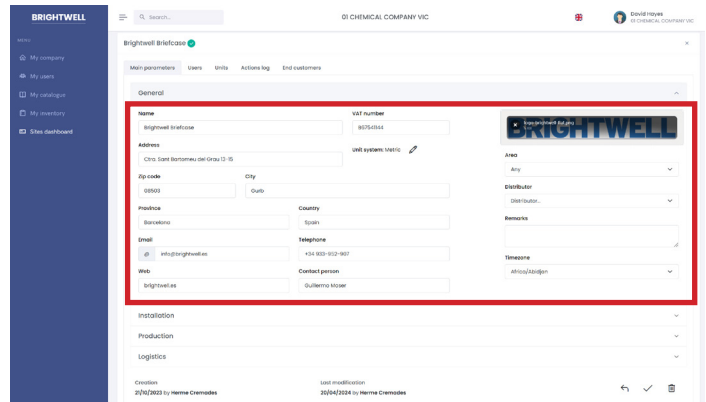 BRIGHTWELL
Search...
01 CHEMICAL COMPANY VIC
David Hayes
01 CHEMICAL COMPANY VIC
MENU
My company
My users
My catalogue
My inventory
Sites dashboard
Brightwell Briefcase
Main parameters Users Units Actions log End customers
General
Name
Brightwell Briefcase
VAT number
Unit system: Metric
BRIGHTWELL
Address
Ctra. Sant Bartomeu del Grau 13-15
Area
Any
Zip code
08503
City
Gurb
Distributor
Distributor...
Province
Barcelona
Country
Spain
Remarks
Email
@ info@brightwell.es
Telephone
Timezone
Africa/Abidjan
Web
brightwell.es
Contact person
Guillermo Moser
Installation
Production
Logistics
Creation
21/10/2023 by Herme Cremades
Last modification
20/04/2024 by Herme Cremades